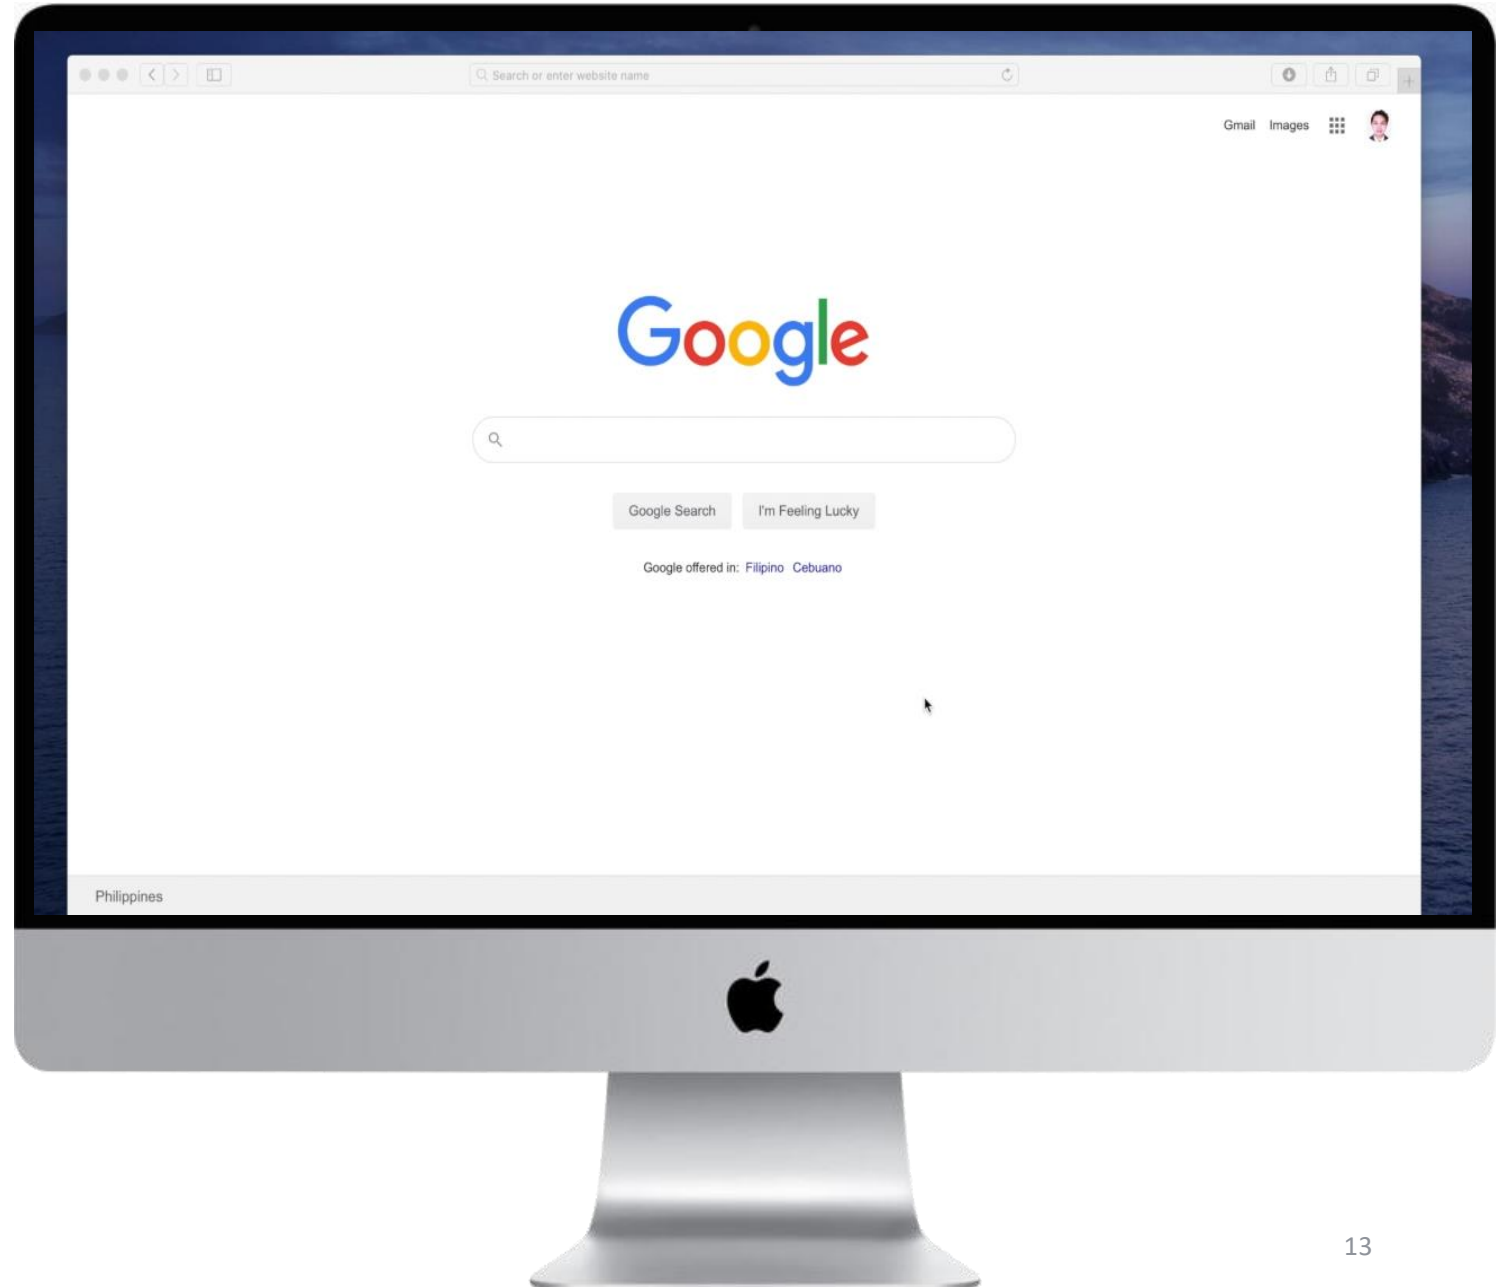 Search or enter website name
Gmail Images
Google
Google Search I'm Feeling Lucky
Google offered in: Filipino Cebuano
Philippines
13